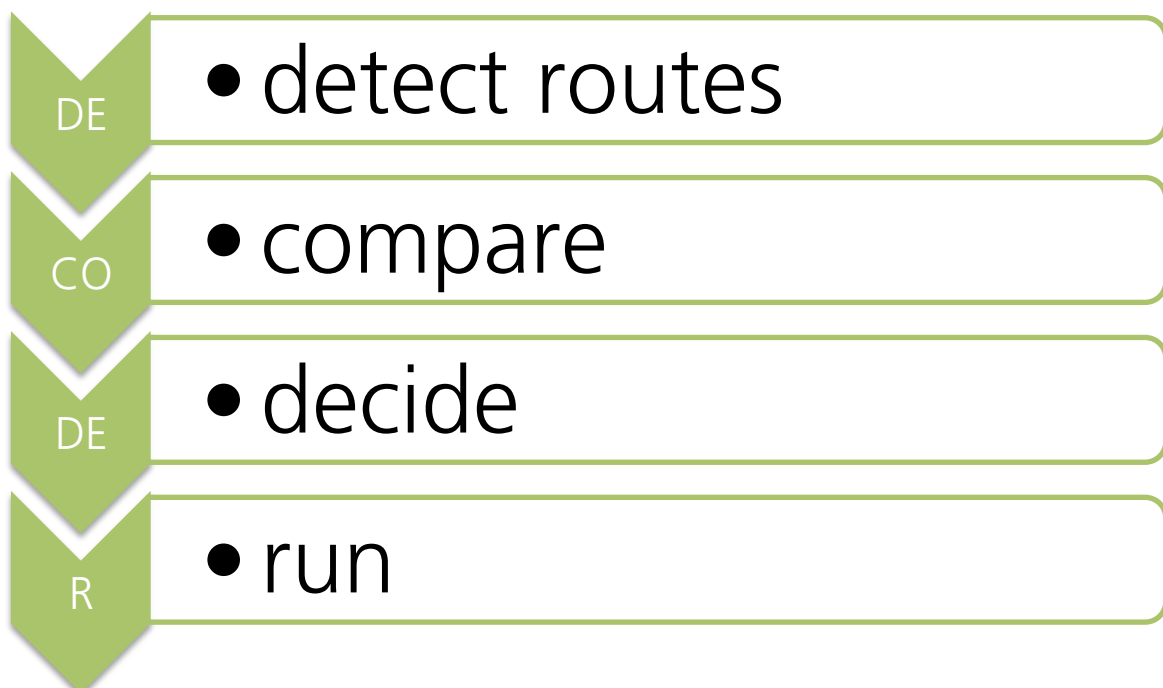 DE
• detect routes
CO
• compare
DE
• decide
R
• run